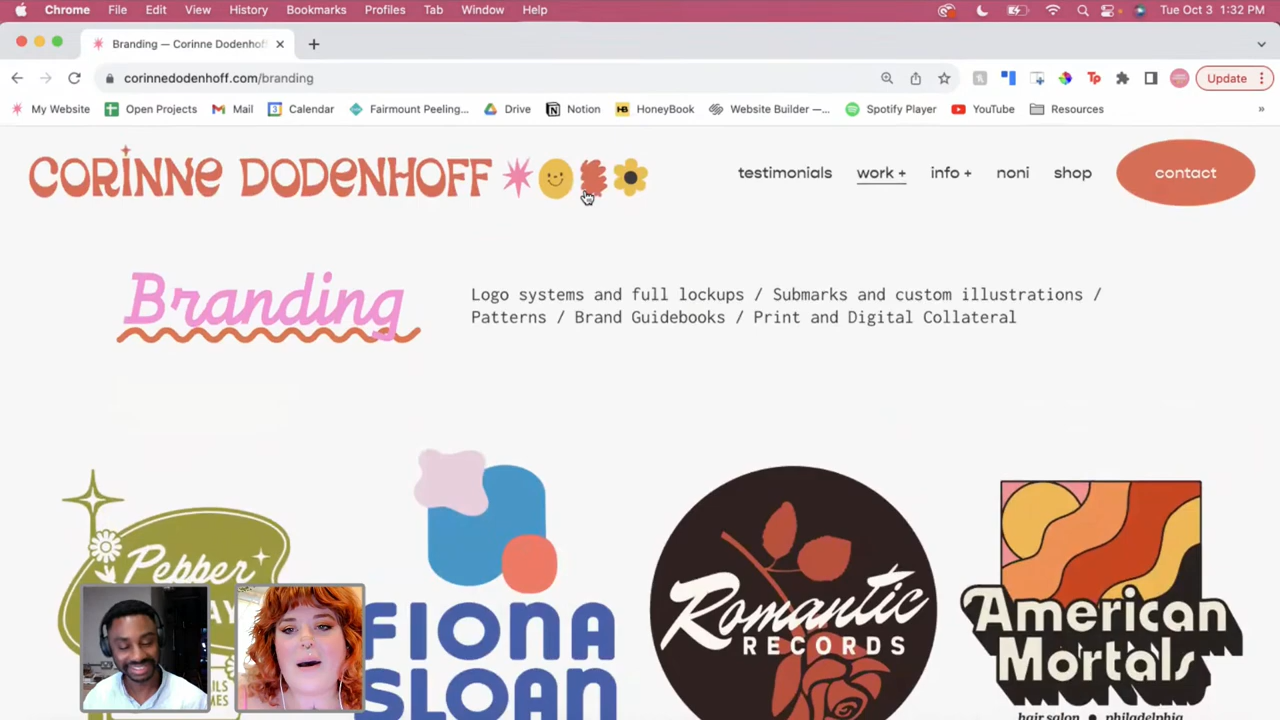 Chrome File Edit View History Bookmarks Profiles Tab Window Help Tue Oct 3 1:32 PM
Branding — Corinne Dodenhof
corinnedodenhoff.com/branding Update
My Website Open Projects Mail Calendar Fairmount Peeling... Drive Notion HoneyBook Website Builder —... Spotify Player YouTube Resources
CORINNE DODENHOFF testimonials work + info + noni shop contact
Branding
Logo systems and full lockups / Submarks and custom illustrations /
Patterns / Brand Guidebooks / Print and Digital Collateral
Pepper
FIONA
SLOAN
Romantic
RECORDS
American
Mortals
hair salon • philadelphia